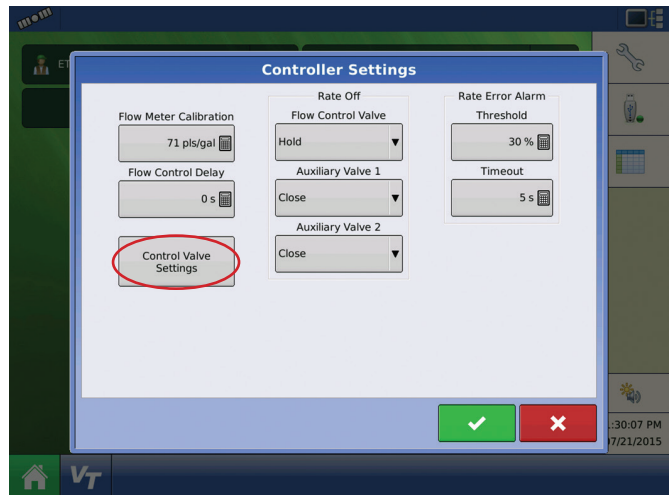 ET
Controller Settings
Flow Meter Calibration
71 pls/gal
Flow Control Delay
0 s
Control Valve
Settings
Rate Off
Flow Control Valve
Hold
Auxiliary Valve 1
Close
Auxiliary Valve 2
Close
Rate Error Alarm
Threshold
30 %
Timeout
5 s
:30:07 PM
07/21/2015
VT